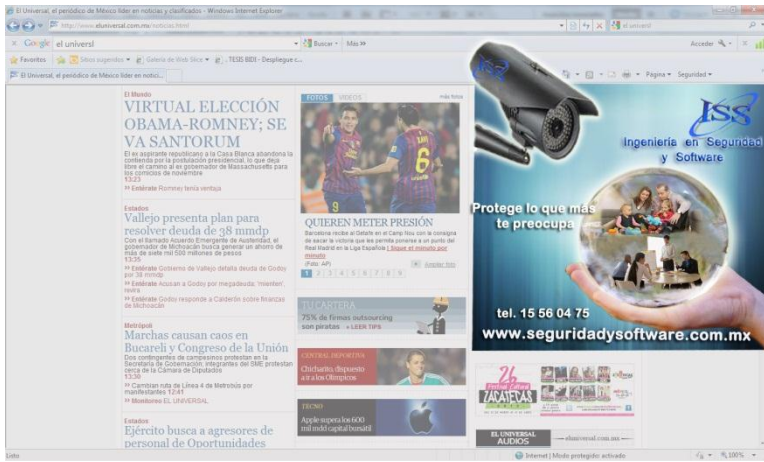 El Universal, el periódico de México líder en noticias y clasificados - Windows Internet Explorer
http://www.eluniversal.com.mx/noticias.html
el universl
Google
el universl
Buscar
Más »
Acceder
Favoritos
Sitios sugeridos
Galería de Web Slice
TESIS BIDI - Despliegue c...
El Universal, el periódico de México líder en notici...
Página
Seguridad
El Mundo
VIRTUAL ELECCIÓN
OBAMA-ROMNEY; SE
VA SANTORUM
El ex aspirante republicano a la Casa Blanca abandona la
contienda por la postulación presidencial, lo que deja
libre el camino al ex gobernador de Massachusetts para
los comicios de noviembre
13:23
» Entérate Romney tenía ventaja
Estados
Vallejo presenta plan para
resolver deuda de 38 mmdp
Con el llamado Acuerdo Emergente de Austeridad, el
gobernador de Michoacán busca generar un ahorro de
más de siete mil 500 millones de pesos
13:35
» Entérate Gobierno de Vallejo detalla deuda de Godoy
por 38 mmdp
» Entérate Acusan a Godoy por megadeuda; 'mienten',
revira
» Entérate Godoy responde a Calderón sobre finanzas
de Michoacán
Metrópoli
Marchas causan caos en
Bucareli y Congreso de la Unión
Dos contingentes de campesinos protestan en la
Secretaría de Gobernación; integrantes del SME protestan
cerca de la Cámara de Diputados
13:36
» Cambian ruta de Línea 4 de Metrobús por
manifestantes 12:41
» Monitoreo EL UNIVERSAL
Estados
Ejército busca a agresores de
personal de Oportunidades
FOTOS VIDEOS más fotos
XAVI
6
9
QUIEREN METER PRESIÓN
Barcelona recibe al Getafe en el Camp Nou con la consigna
de sacar la victoria que les permita ponerse a un punto del
Real Madrid en la Liga Española | Sigue el minuto por
minuto
(Foto: AP)
Ampliar foto
1 2 3 4 5 6 7 8 9
TU CARTERA
75% de firmas outsourcing
son piratas » LEER TIPS
CENTRAL DEPORTIVA
Chicharito, dispuesto
a ir a los Olímpicos
TECNO
Apple supera los 600
mil mdd capital bursátil
ISS
ISS
Ingeniería en Seguridad
y Software
Protege lo que más
te preocupa
tel. 15 56 04 75
www.seguridadysoftware.com.mx
26
Festival Cultural
ZACATECAS
EL UNIVERSAL
AUDIOS
eluniversal.com.mx
Listo
Internet | Modo protegido: activado
100%